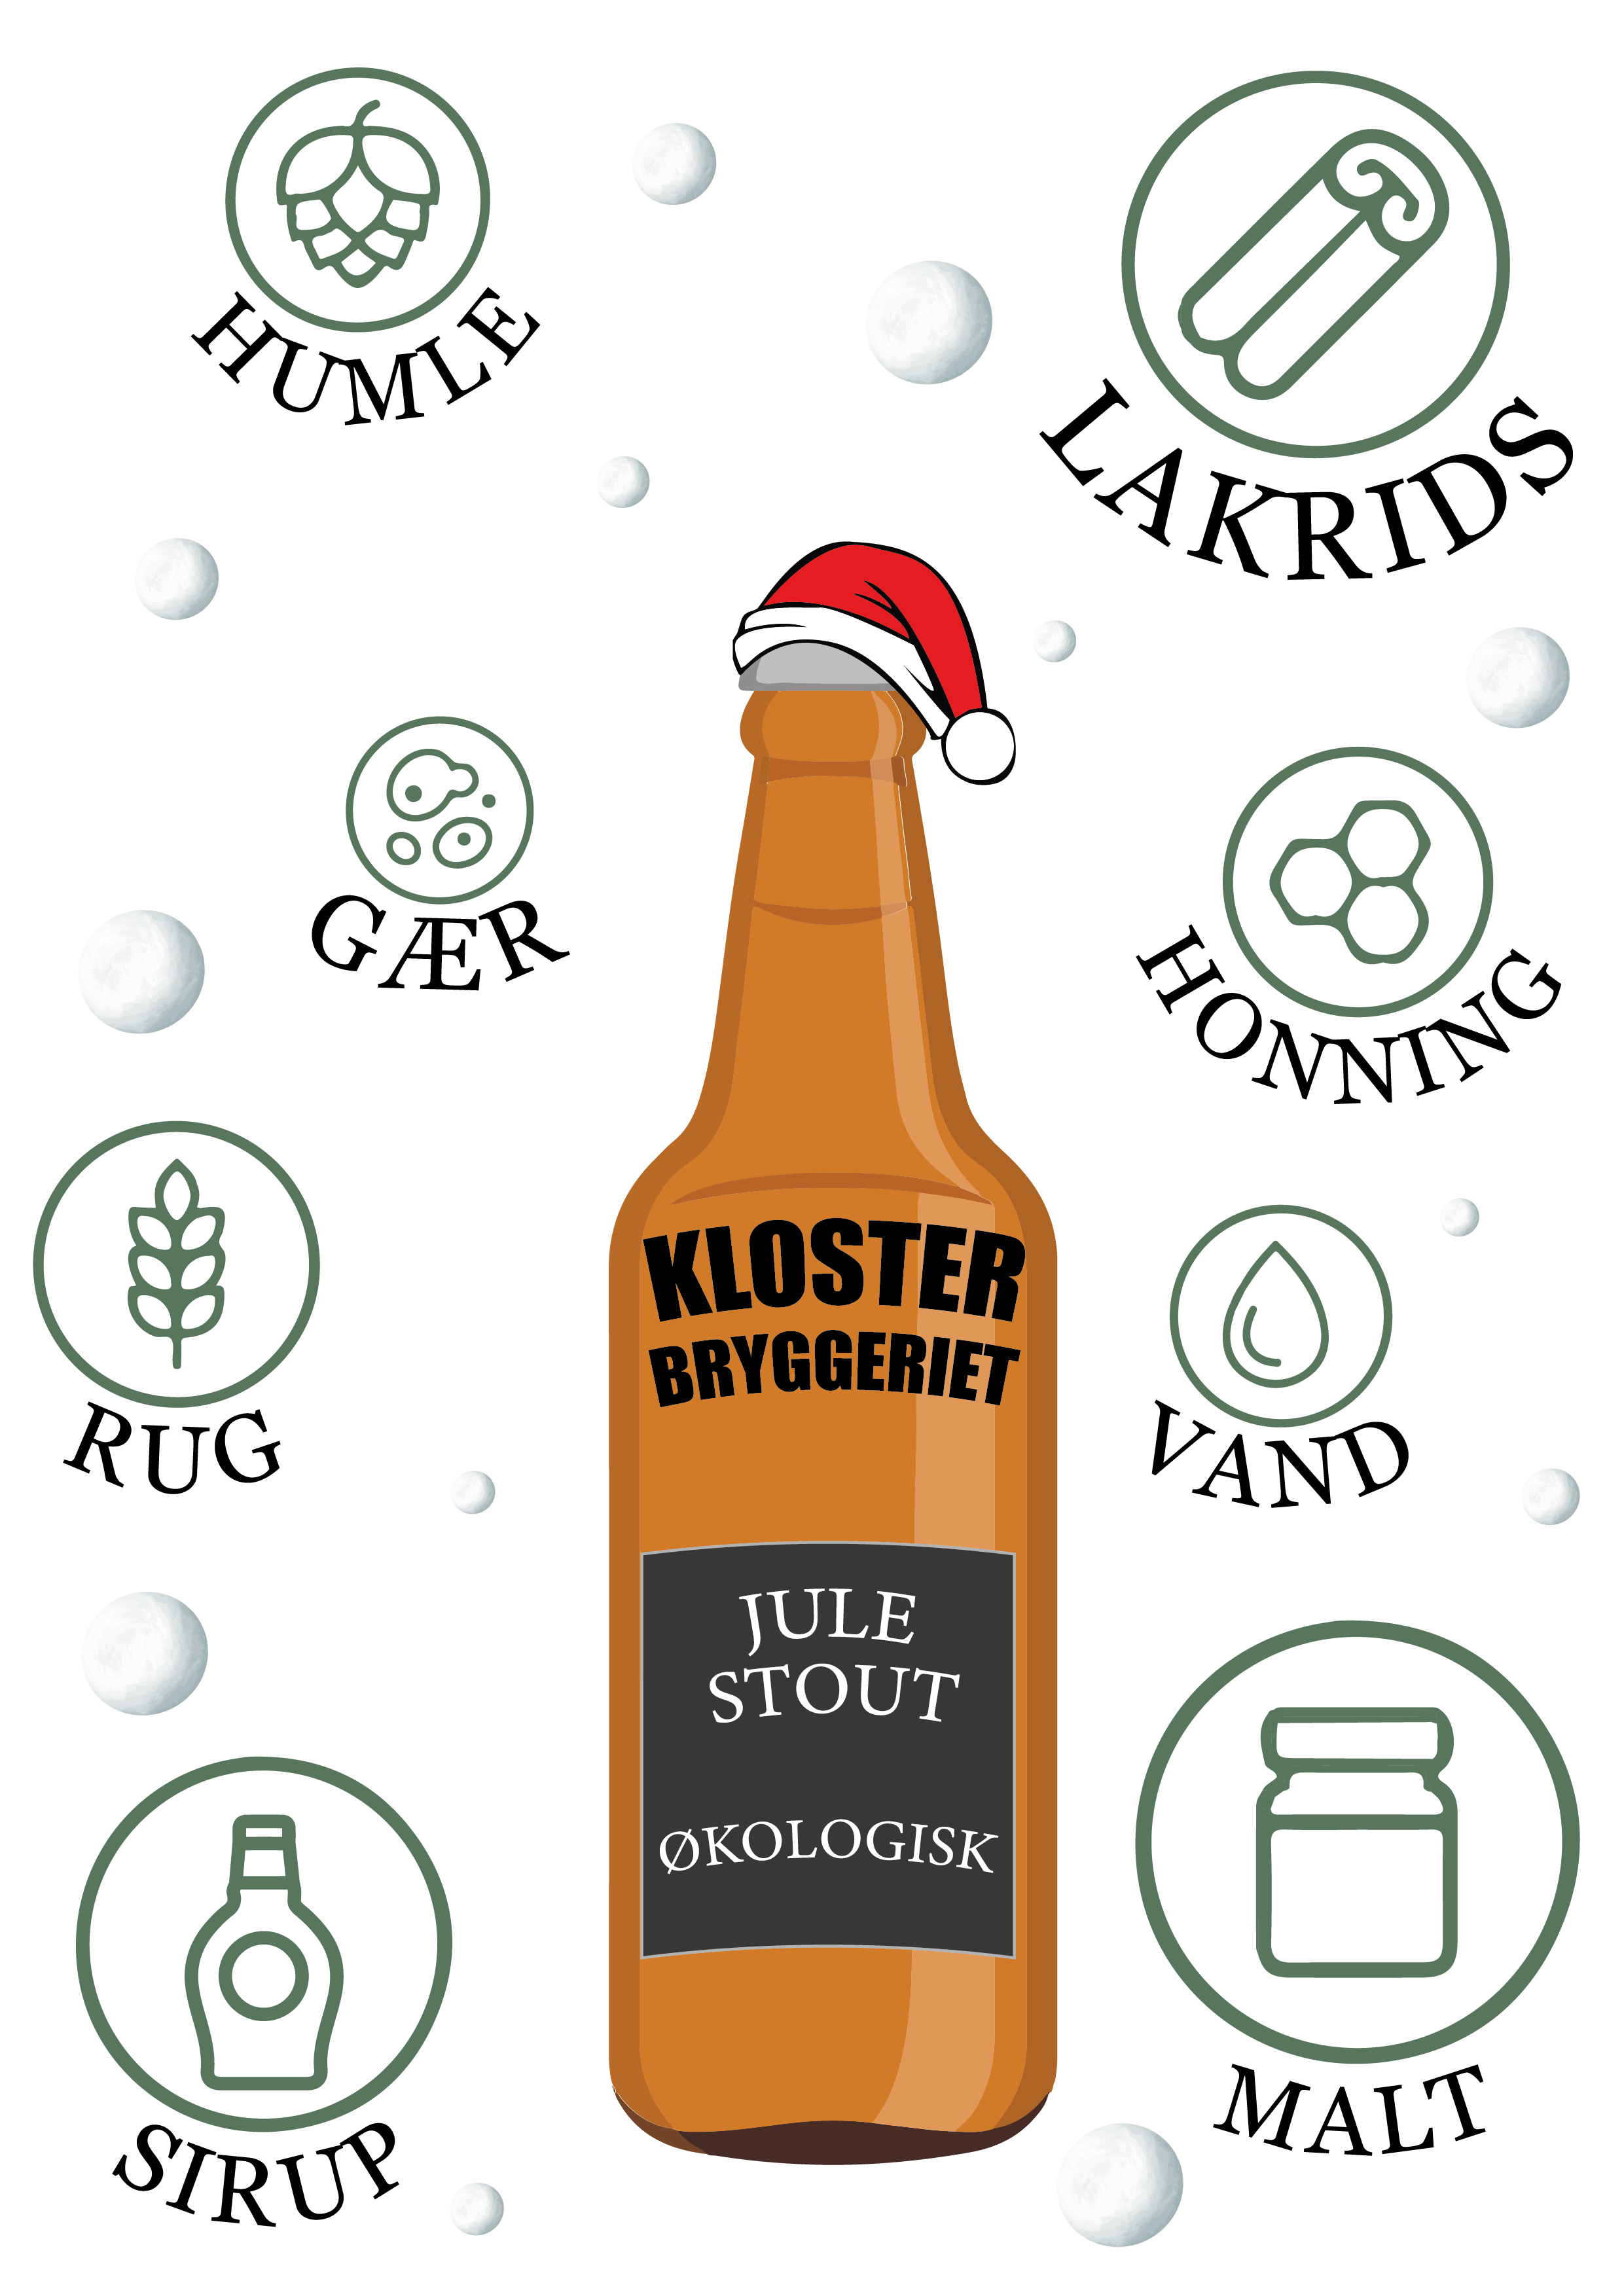 HUMLE
LAKRIDS
GÆR
HONNING
RUG
VAND
KLOSTER
BRYGGERIET
JULE
STOUT
ØKOLOGISK
SIRUP
MALT